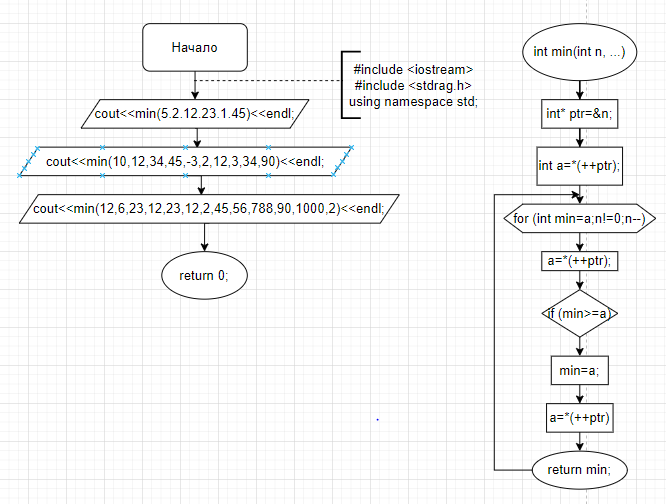 Начало
#include <iostream>
#include <stdrag.h>
using namespace std;
cout<<min(5.2.12.23.1.45)<<endl;
cout<<min(10,12,34,45,-3,2,12,3,34,90)<<endl;
cout<<min(12,6,23,12,23,12,2,45,56,788,90,1000,2)<<endl;
return 0;
int min(int n, ...)
int* ptr=&n;
int a=*(++ptr);
for (int min=a;n!=0;n--)
a=*(++ptr);
if (min>=a)
min=a;
a=*(++ptr)
return min;